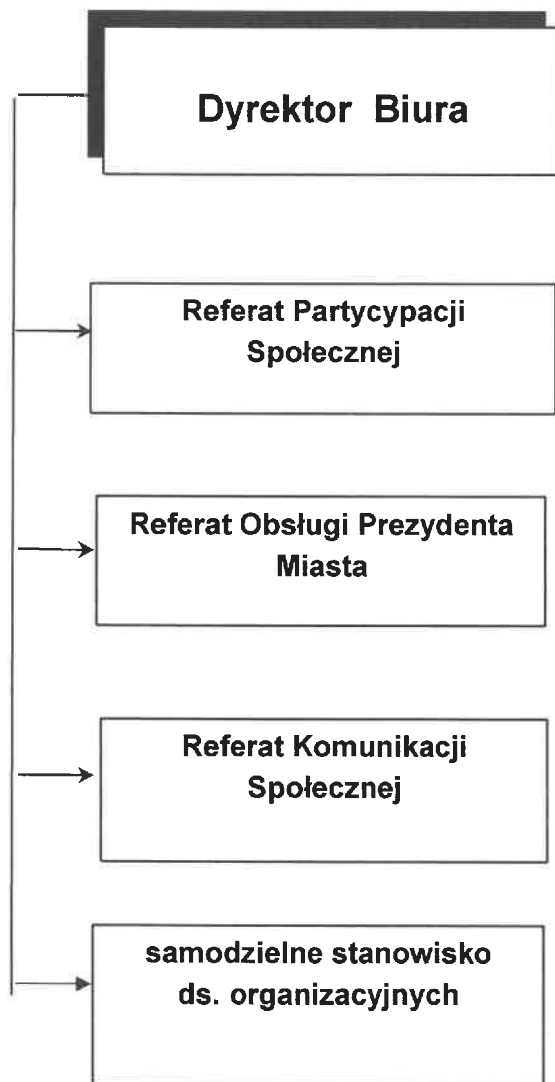 Dyrektor Biura
Referat Partycypacji
Społecznej
Referat Obsługi Prezydenta
Miasta
Referat Komunikacji
Społecznej
samodzielne stanowisko
ds. organizacyjnych